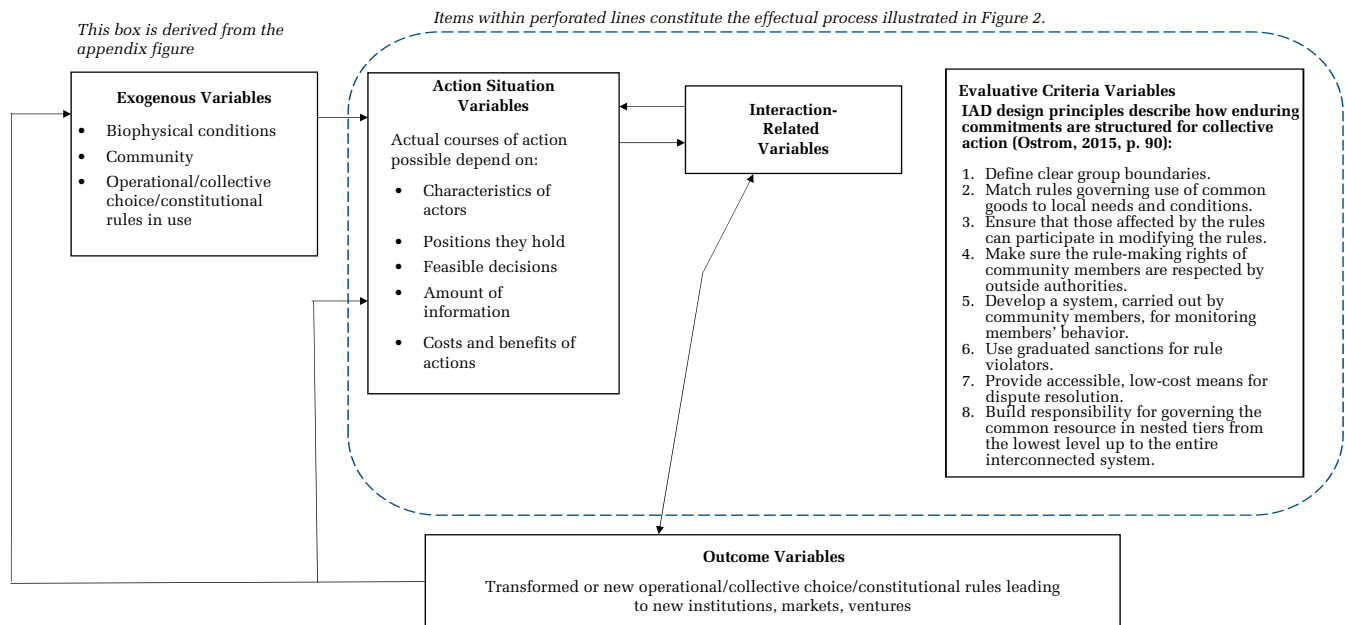 Items within perforated lines constitute the effectual process illustrated in Figure 2.
This box is derived from the
appendix figure
Exogenous Variables
• Biophysical conditions
• Community
• Operational/collective
choice/constitutional
rules in use
Action Situation
Variables
Actual courses of action
possible depend on:
• Characteristics of
actors
• Positions they hold
• Feasible decisions
• Amount of
information
• Costs and benefits of
actions
Interaction-
Related
Variables
Evaluative Criteria Variables
IAD design principles describe how enduring
commitments are structured for collective
action (Ostrom, 2015, p. 90):
1. Define clear group boundaries.
2. Match rules governing use of common
goods to local needs and conditions.
3. Ensure that those affected by the rules
can participate in modifying the rules.
4. Make sure the rule-making rights of
community members are respected by
outside authorities.
5. Develop a system, carried out by
community members, for monitoring
members' behavior.
6. Use graduated sanctions for rule
violators.
7. Provide accessible, low-cost means for
dispute resolution.
8. Build responsibility for governing the
common resource in nested tiers from
the lowest level up to the entire
interconnected system.
Outcome Variables
Transformed or new operational/collective choice/constitutional rules leading
to new institutions, markets, ventures